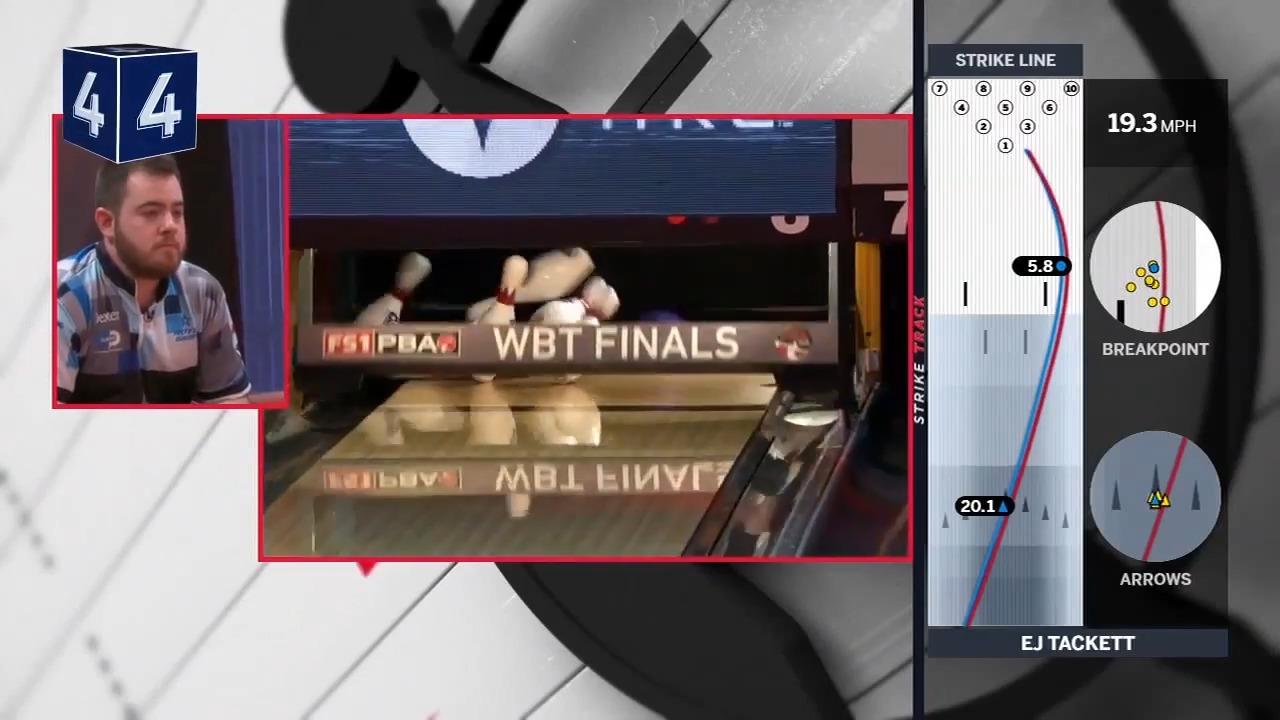 4 4
STRIKE LINE
7 8 9 10
4 5 6
2 3
1
19.3 MPH
5.8
BREAKPOINT
FS1 PBA WBT FINALS
STRIKE TRACK
20.1
ARROWS
EJ TACKETT
7